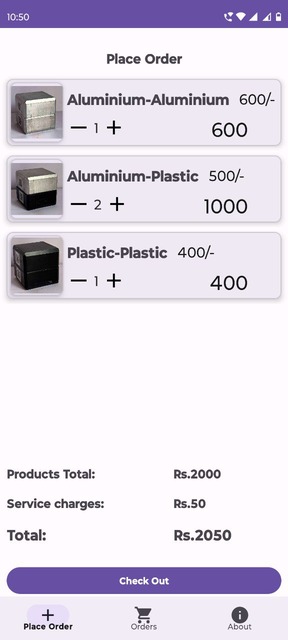 10:50
Place Order
Aluminium-Aluminium 600/-
1 600
Aluminium-Plastic 500/-
2 1000
Plastic-Plastic 400/-
1 400
Products Total: Rs.2000
Service charges: Rs.50
Total: Rs.2050
Check Out
Place Order Orders About